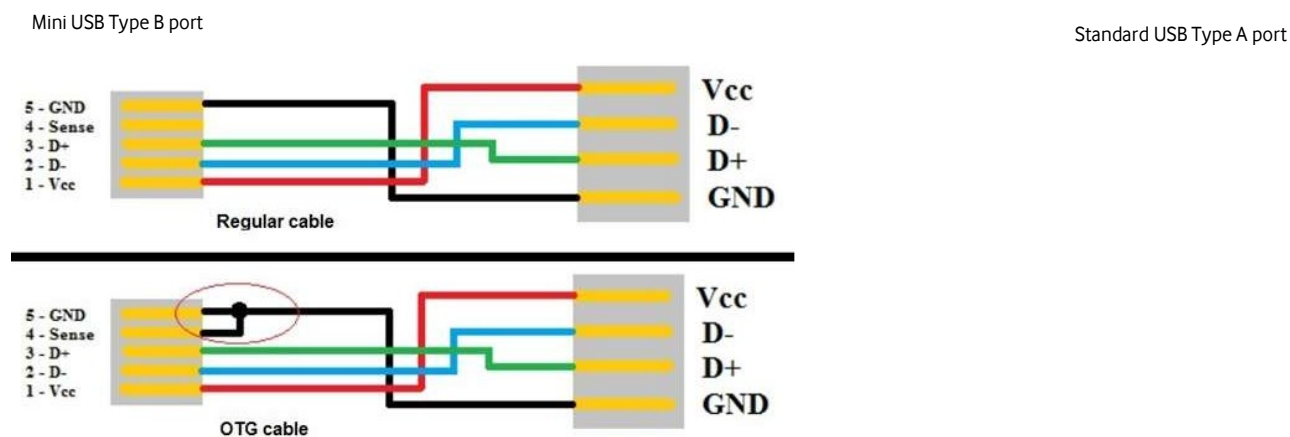 Mini USB Type B port
Standard USB Type A port
5 - GND
4 - Sense
3 - D+
2 - D-
1 - Vcc
Vcc
D-
D+
GND
Regular cable
5 - GND
4 - Sense
3 - D+
2 - D-
1 - Vcc
Vcc
D-
D+
GND
OTG cable